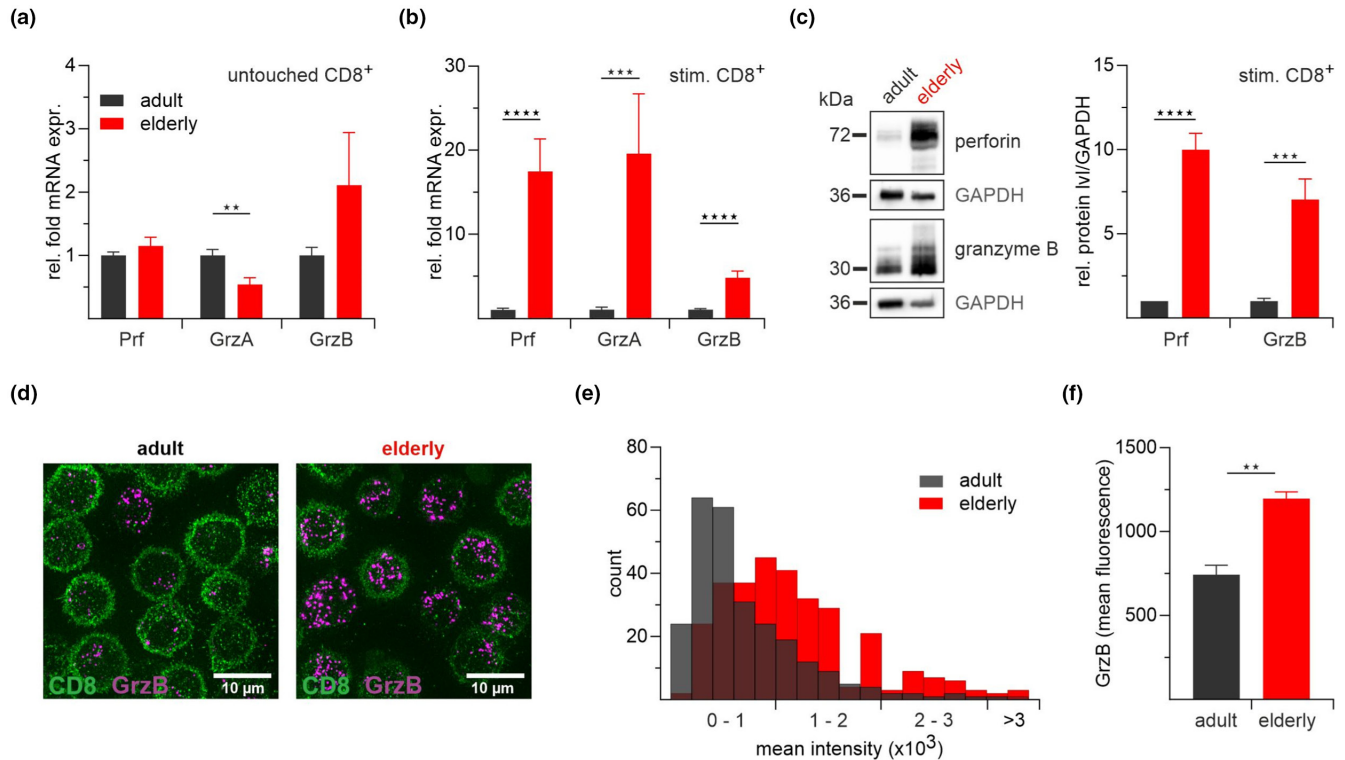 (a)
untouched CD8+
adult
elderly
rel. fold mRNA expr.
4
3
2
1
★★
Prf GrzA GrzB
(b)
stim. CD8+
rel. fold mRNA expr.
30
20
10
★★★★
★★★
★★★★
Prf GrzA GrzB
(c)
kDa adult elderly
72 perforin
36 GAPDH
granzyme B
30
36 GAPDH
stim. CD8+
rel. protein lvl/GAPDH
15
10
5
★★★★
★★★
Prf GrzB
(d)
adult elderly
CD8 GrzB 10 µm
CD8 GrzB 10 µm
(e)
count
80
60
40
20
adult
elderly
0 - 1 1 - 2 2 - 3 >3
mean intensity (x10³)
(f)
GrzB (mean fluorescence)
1500
1000
500
★★
adult elderly